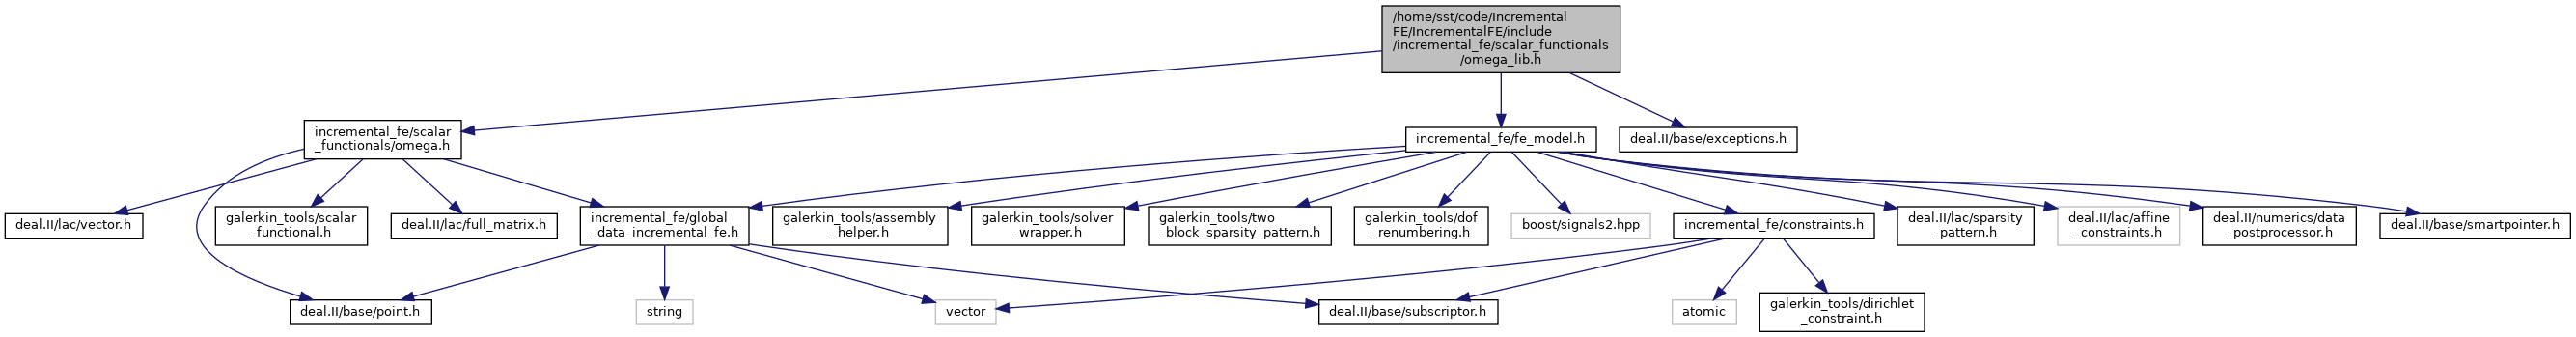 /home/sst/code/Incremental
FE/IncrementalFE/include
/incremental_fe/scalar_functionals
/omega_lib.h
incremental_fe/scalar
_functionals/omega.h
incremental_fe/fe_model.h
deal.II/base/exceptions.h
deal.II/lac/vector.h
galerkin_tools/scalar
_functional.h
deal.II/lac/full_matrix.h
incremental_fe/global
_data_incremental_fe.h
galerkin_tools/assembly
_helper.h
galerkin_tools/solver
_wrapper.h
galerkin_tools/two
_block_sparsity_pattern.h
galerkin_tools/dof
_renumbering.h
boost/signals2.hpp
incremental_fe/constraints.h
deal.II/lac/sparsity
_pattern.h
deal.II/lac/affine
_constraints.h
deal.II/numerics/data
_postprocessor.h
deal.II/base/smartpointer.h
deal.II/base/point.h
string
vector
deal.II/base/subscriptor.h
atomic
galerkin_tools/dirichlet
_constraint.h